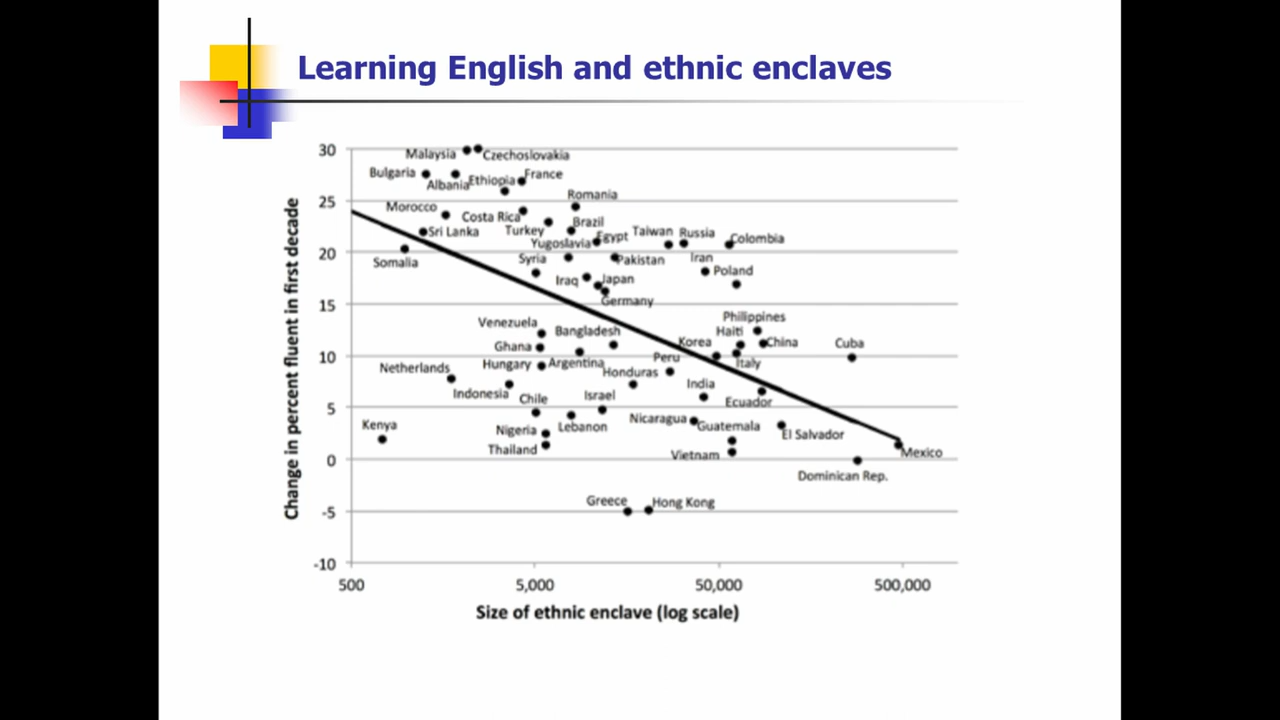 Learning English and ethnic enclaves
Change in percent fluent in first decade
30
25
20
15
10
5
0
-5
-10
Malaysia
Czechoslovakia
Bulgaria
Albania
Ethiopia
France
Romania
Morocco
Costa Rica
Sri Lanka
Turkey
Brazil
Yugoslavia
Egypt
Taiwan
Russia
Colombia
Somalia
Syria
Pakistan
Iran
Poland
Iraq
Japan
Germany
Venezuela
Bangladesh
Philippines
Ghana
Korea
Haiti
China
Cuba
Netherlands
Hungary
Argentina
Peru
Italy
Honduras
Indonesia
Chile
Israel
India
Ecuador
Kenya
Nigeria
Lebanon
Nicaragua
Guatemala
El Salvador
Thailand
Vietnam
Mexico
Dominican Rep.
Greece
Hong Kong
500
5,000
50,000
500,000
Size of ethnic enclave (log scale)